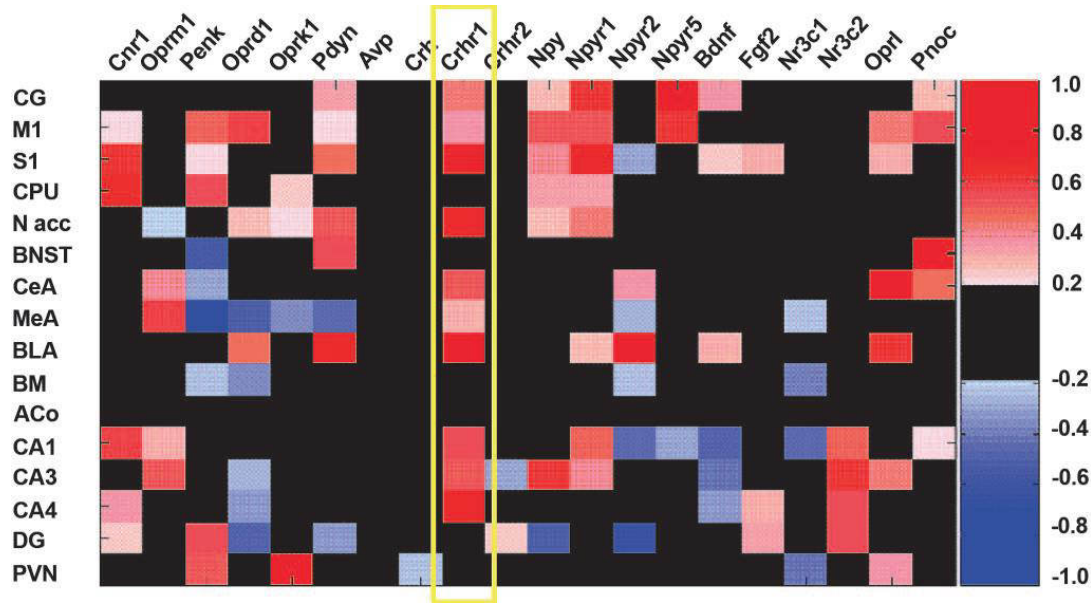 Cnr1 Oprm1 Penk Oprd1 Oprk1 Pdyn Avp Crh Crhr1 Crhr2 Npy Npyr1 Npyr2 Npyr5 Bdnf Fgf2 Nr3c1 Nr3c2 Oprl Pnoc
CG
M1
S1
CPU
N acc
BNST
CeA
MeA
BLA
BM
ACo
CA1
CA3
CA4
DG
PVN
1.0
0.8
0.6
0.4
0.2
-0.2
-0.4
-0.6
-0.8
-1.0